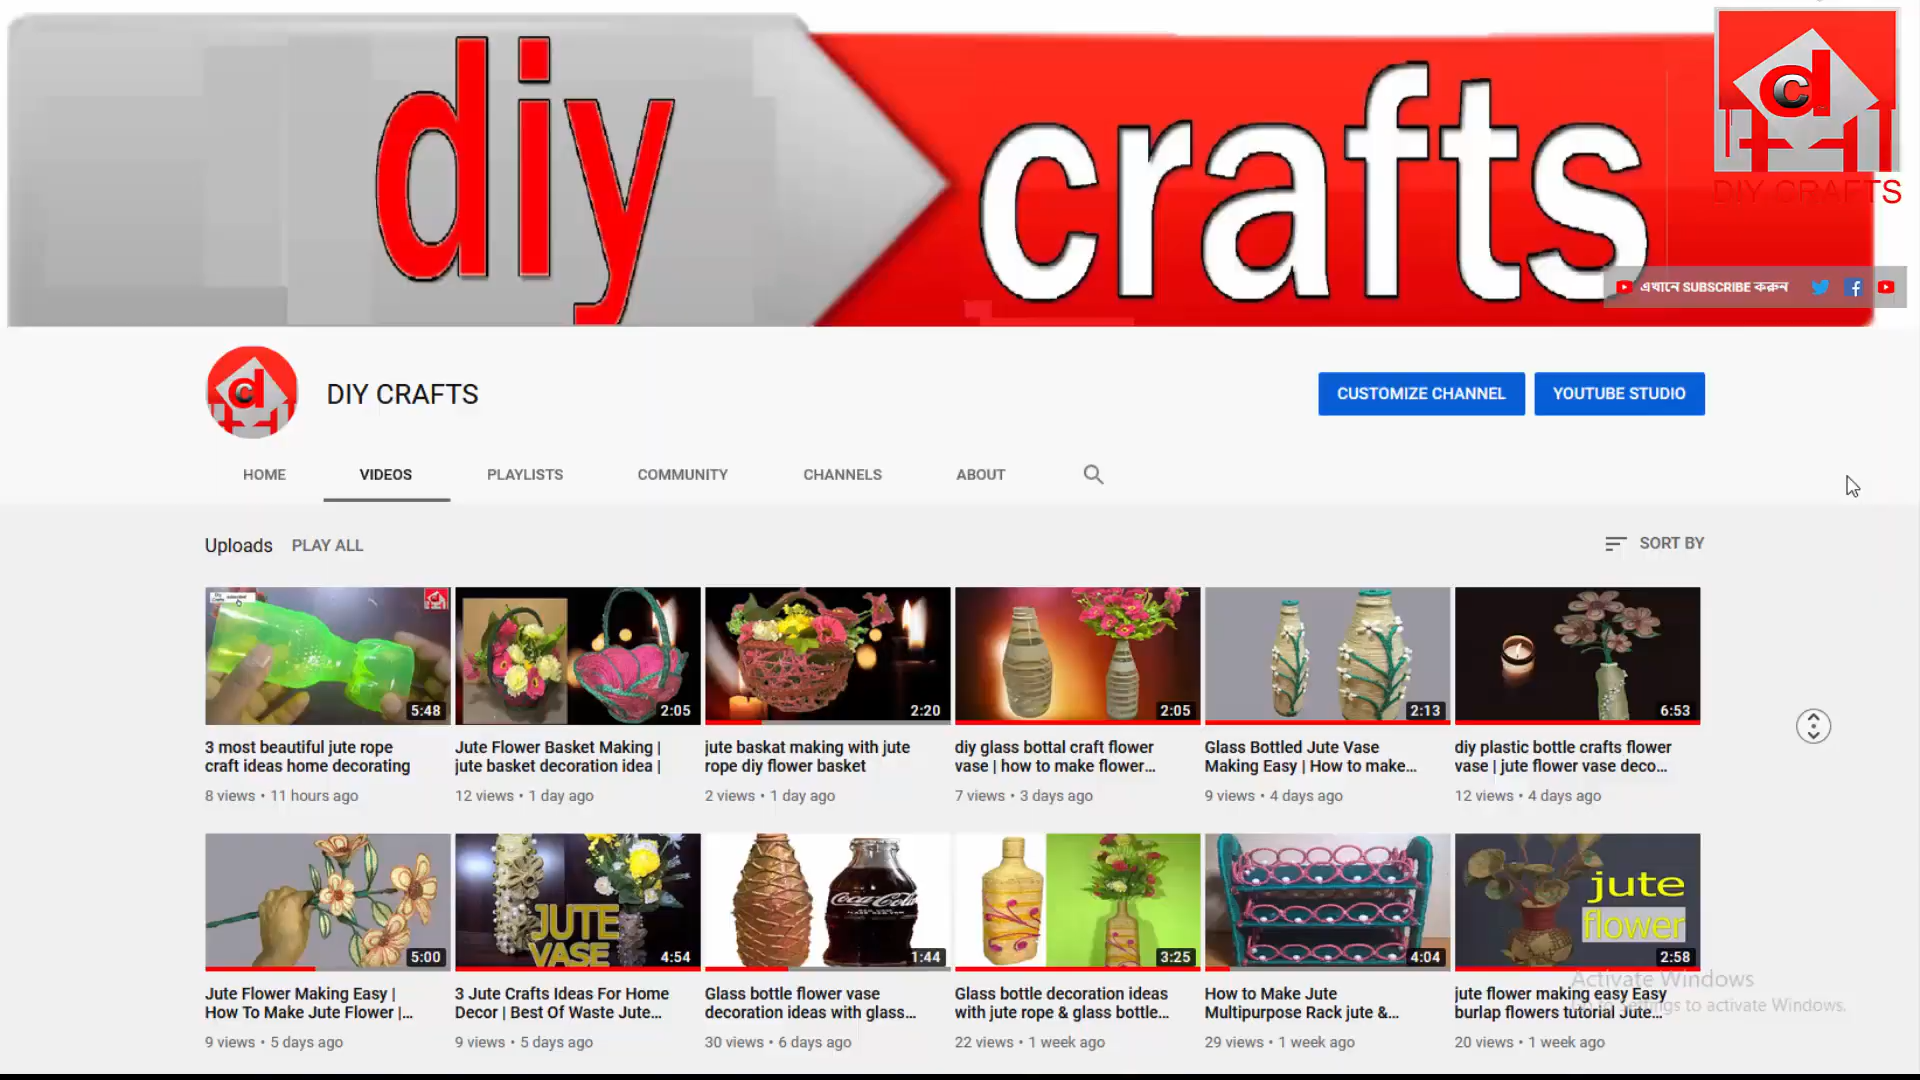 diy
crafts
dc
DIY CRAFTS
এখানে SUBSCRIBE করুন
dc
DIY CRAFTS
CUSTOMIZE CHANNEL
YOUTUBE STUDIO
HOME
VIDEOS
PLAYLISTS
COMMUNITY
CHANNELS
ABOUT
Uploads
PLAY ALL
SORT BY
5:48
2:05
2:20
2:05
2:13
6:53
3 most beautiful jute rope
craft ideas home decorating
8 views • 11 hours ago
Jute Flower Basket Making |
jute basket decoration idea |
12 views • 1 day ago
jute baskat making with jute
rope diy flower basket
2 views • 1 day ago
diy glass bottal craft flower
vase | how to make flower...
7 views • 3 days ago
Glass Bottled Jute Vase
Making Easy | How to make...
9 views • 4 days ago
diy plastic bottle crafts flower
vase | jute flower vase deco...
12 views • 4 days ago
5:00
JUTE
VASE
4:54
Coca-Cola
1:44
3:25
4:04
jute
flower
2:58
Jute Flower Making Easy |
How To Make Jute Flower |...
9 views • 5 days ago
3 Jute Crafts Ideas For Home
Decor | Best Of Waste Jute...
9 views • 5 days ago
Glass bottle flower vase
decoration ideas with glass...
30 views • 6 days ago
Glass bottle decoration ideas
with jute rope & glass bottle...
22 views • 1 week ago
How to Make Jute
Multipurpose Rack jute &...
29 views • 1 week ago
jute flower making easy Easy
burlap flowers tutorial Jute...
20 views • 1 week ago
Activate Windows
Go to Settings to activate Windows.